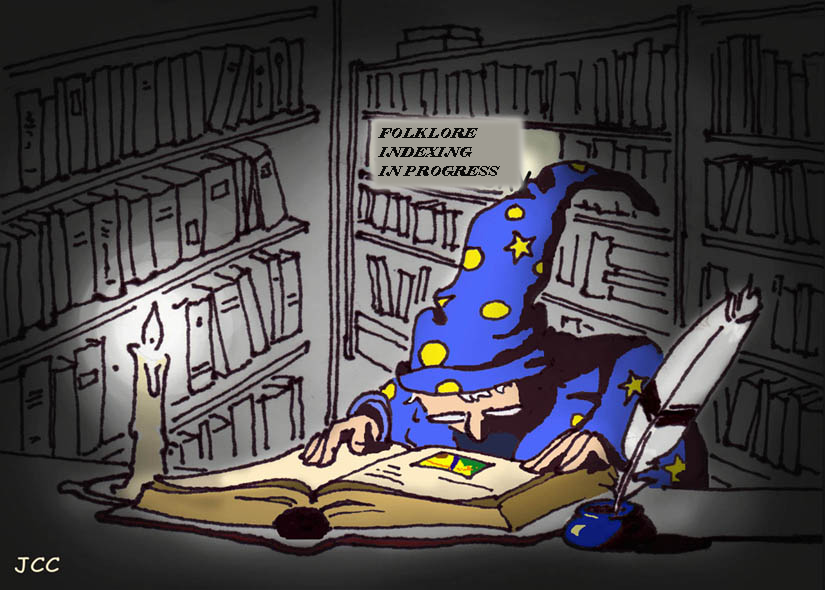 FOLKLORE
INDEXING
IN PROGRESS
JCC